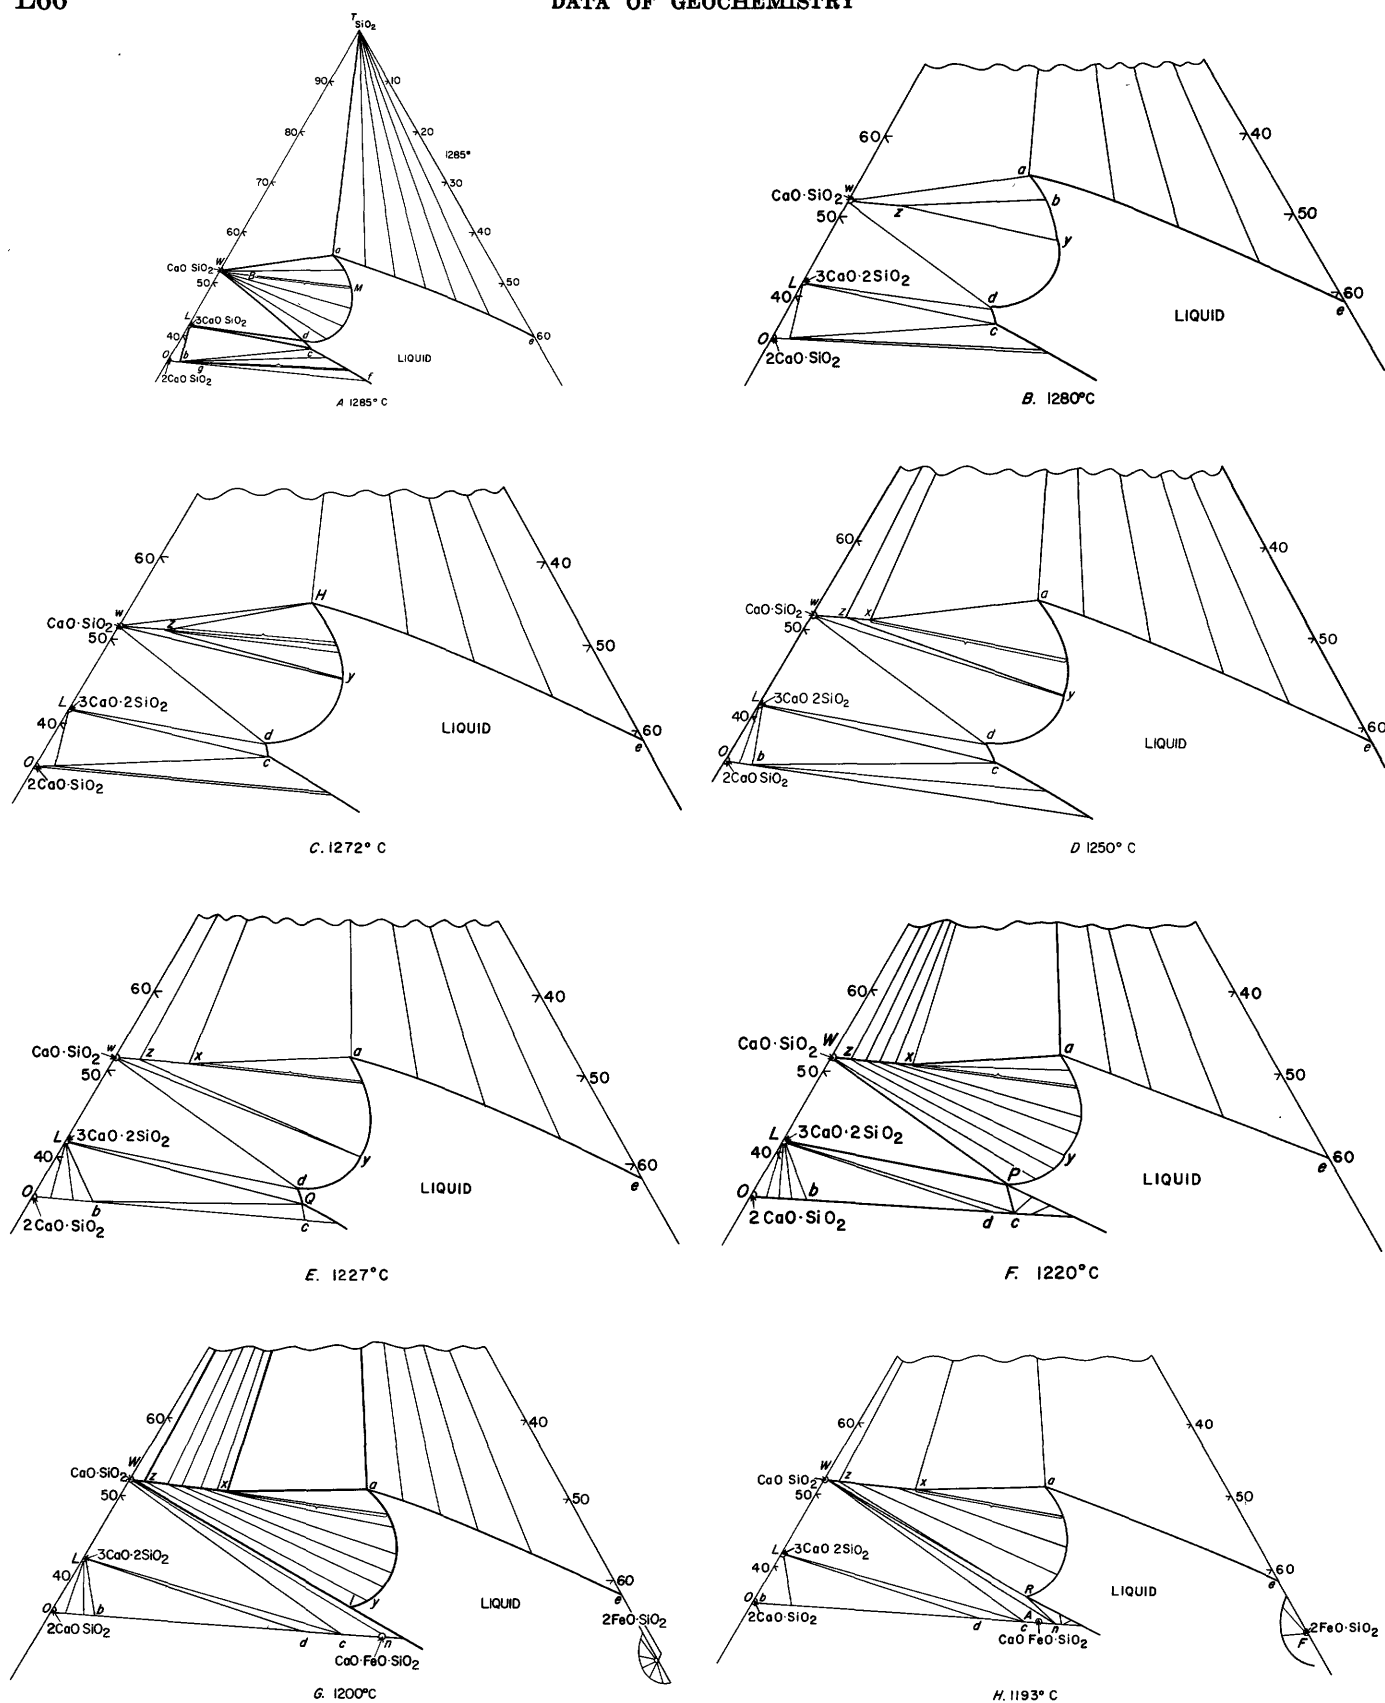 L66 DATA OF GEOCHEMISTRY
T SiO2
90 10
80 20
1285°
70 30
60 40
W a
CaO SiO2 B
50 M 50
L 3CaO SiO2
40 d 60
O b c LIQUID e
g
2CaO SiO2 f
A 1285° C
60 40
a
W
CaO·SiO2 b
50 z 50
y
L 3CaO·2SiO2
40 d 60
c LIQUID e
O
2CaO·SiO2
B. 1280°C
60 40
H
W
CaO·SiO2 z
50 50
y
L 3CaO·2SiO2
40 d LIQUID 60
c e
O
2CaO·SiO2
C. 1272° C
60 40
W z x a
CaO·SiO2
50 50
y
L 3CaO 2SiO2
40 d LIQUID 60
c e
O b
2CaO SiO2
D 1250° C
60 40
W z x a
CaO·SiO2
50 50
L 3CaO·2SiO2
40 y 60
d LIQUID e
O b Q
2CaO·SiO2 c
E. 1227°C
60 40
W z x a
CaO·SiO2
50 50
L 3CaO·2SiO2
40 P y 60
LIQUID e
O b
2CaO·SiO2 d c
F. 1220°C
60 40
W
CaO·SiO2 z x a
50 50
L 3CaO·2SiO2
40 60
O b y LIQUID e
2CaO SiO2 2FeO·SiO2
d c n
CaO·FeO·SiO2
G. 1200°C
60 40
W
CaO SiO2 z x a
50 50
L 3CaO 2SiO2
40 60
R LIQUID e
O b
2CaO·SiO2 d c A n 2FeO·SiO2
CaO FeO·SiO2 F
H. 1193° C